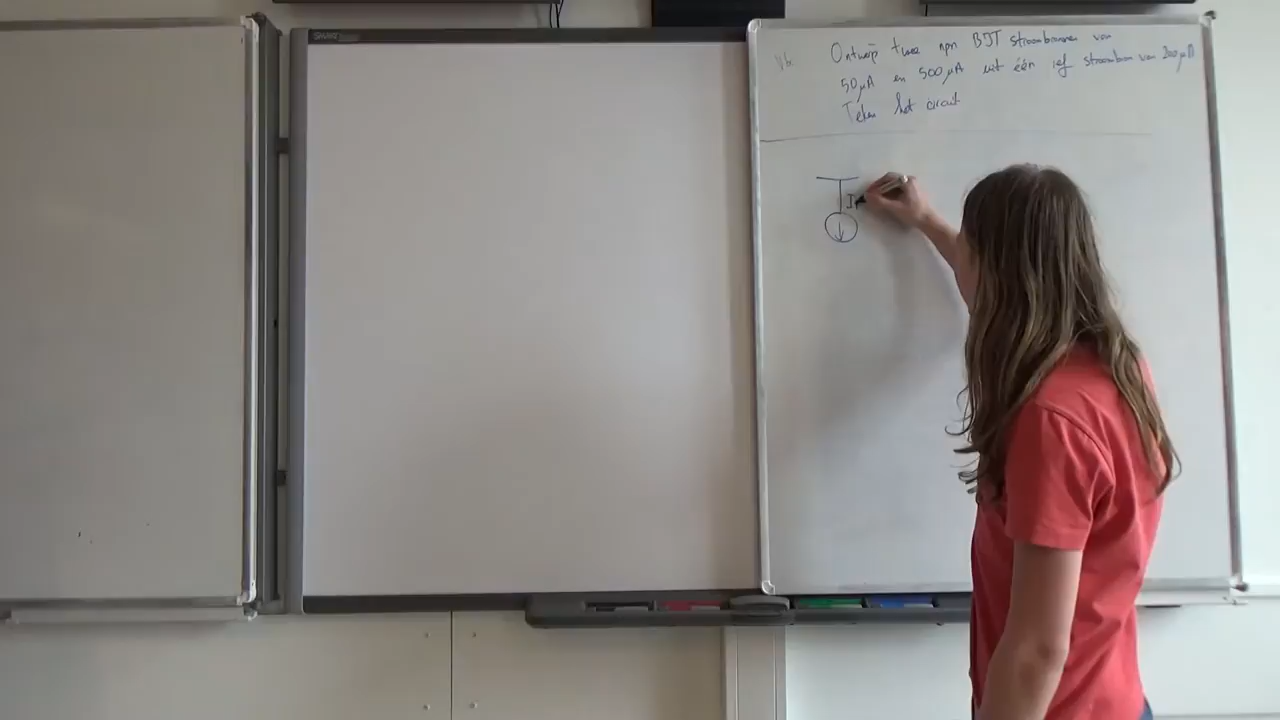 SMART
Vb:
Ontwerp twee npn BJT stroombronnen van
50μA en 500μA uit één ref stroombron van 200μA
Teken het circuit
I